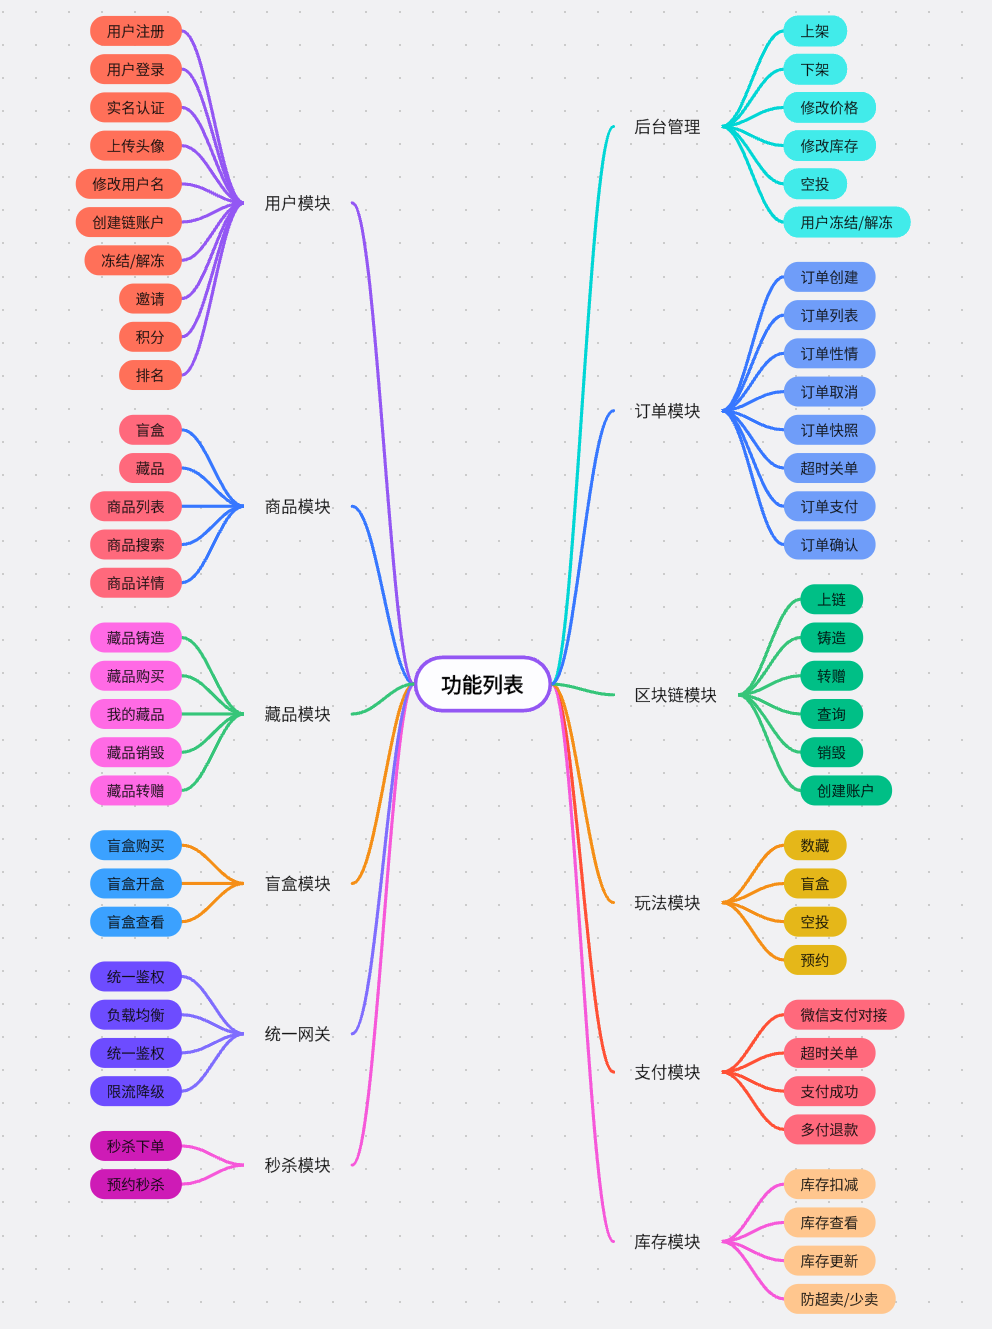 功能列表
用户模块
用户注册
用户登录
实名认证
上传头像
修改用户名
创建链账户
冻结/解冻
邀请
积分
排名
商品模块
盲盒
藏品
商品列表
商品搜索
商品详情
藏品模块
藏品铸造
藏品购买
我的藏品
藏品销毁
藏品转赠
盲盒模块
盲盒购买
盲盒开盒
盲盒查看
统一网关
统一鉴权
负载均衡
统一鉴权
限流降级
秒杀模块
秒杀下单
预约秒杀
后台管理
上架
下架
修改价格
修改库存
空投
用户冻结/解冻
订单模块
订单创建
订单列表
订单性情
订单取消
订单快照
超时关单
订单支付
订单确认
区块链模块
上链
铸造
转赠
查询
销毁
创建账户
玩法模块
数藏
盲盒
空投
预约
支付模块
微信支付对接
超时关单
支付成功
多付退款
库存模块
库存扣减
库存查看
库存更新
防超卖/少卖